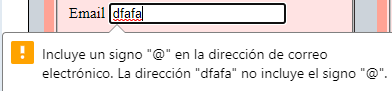 Email dfafa
Incluye un signo "@" en la dirección de correo
electrónico. La dirección "dfafa" no incluye el signo "@".